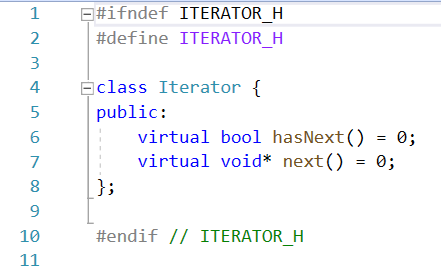 1 #ifndef ITERATOR_H
2 #define ITERATOR_H
3
4 class Iterator {
5 public:
6     virtual bool hasNext() = 0;
7     virtual void* next() = 0;
8 };
9
10 #endif // ITERATOR_H
11